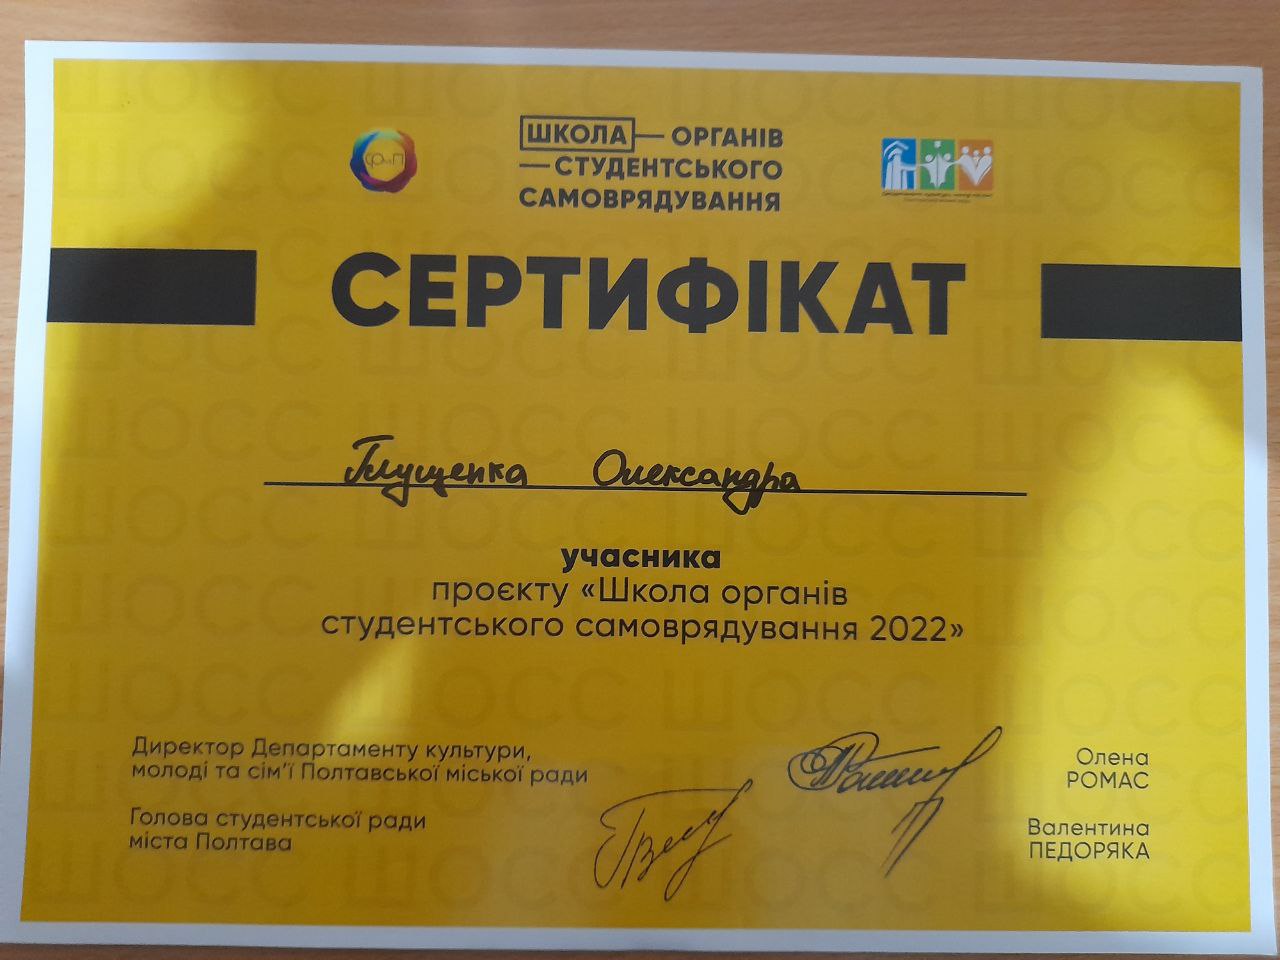 ШКОЛА ОРГАНІВ
СТУДЕНТСЬКОГО
САМОВРЯДУВАННЯ
СЕРТИФІКАТ
Глущенка Олександра
учасника
проєкту «Школа органів
студентського самоврядування 2022»
Директор Департаменту культури,
молоді та сім'ї Полтавської міської ради
Олена
РОМАС
Голова студентської ради
міста Полтава
Валентина
ПЕДОРЯКА